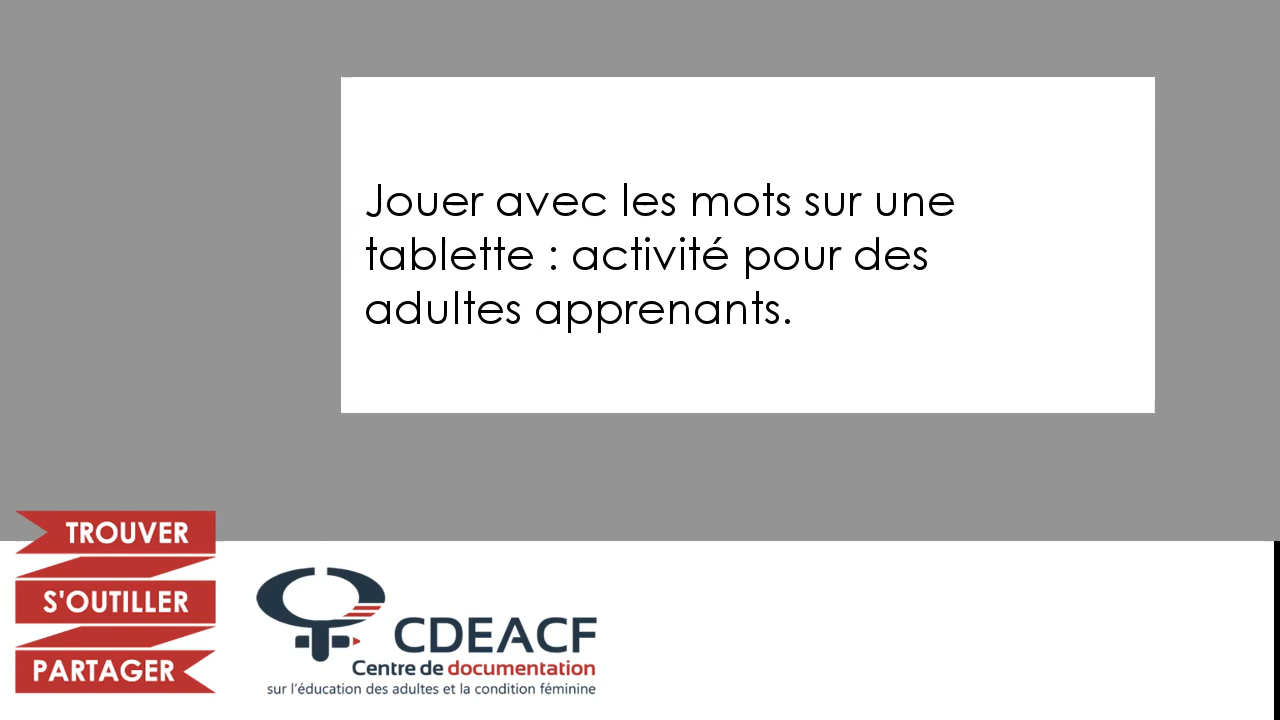 Jouer avec les mots sur une
tablette : activité pour des
adultes apprenants.
TROUVER
S'OUTILLER
PARTAGER
CDEACF
Centre de documentation
sur l'éducation des adultes et la condition féminine